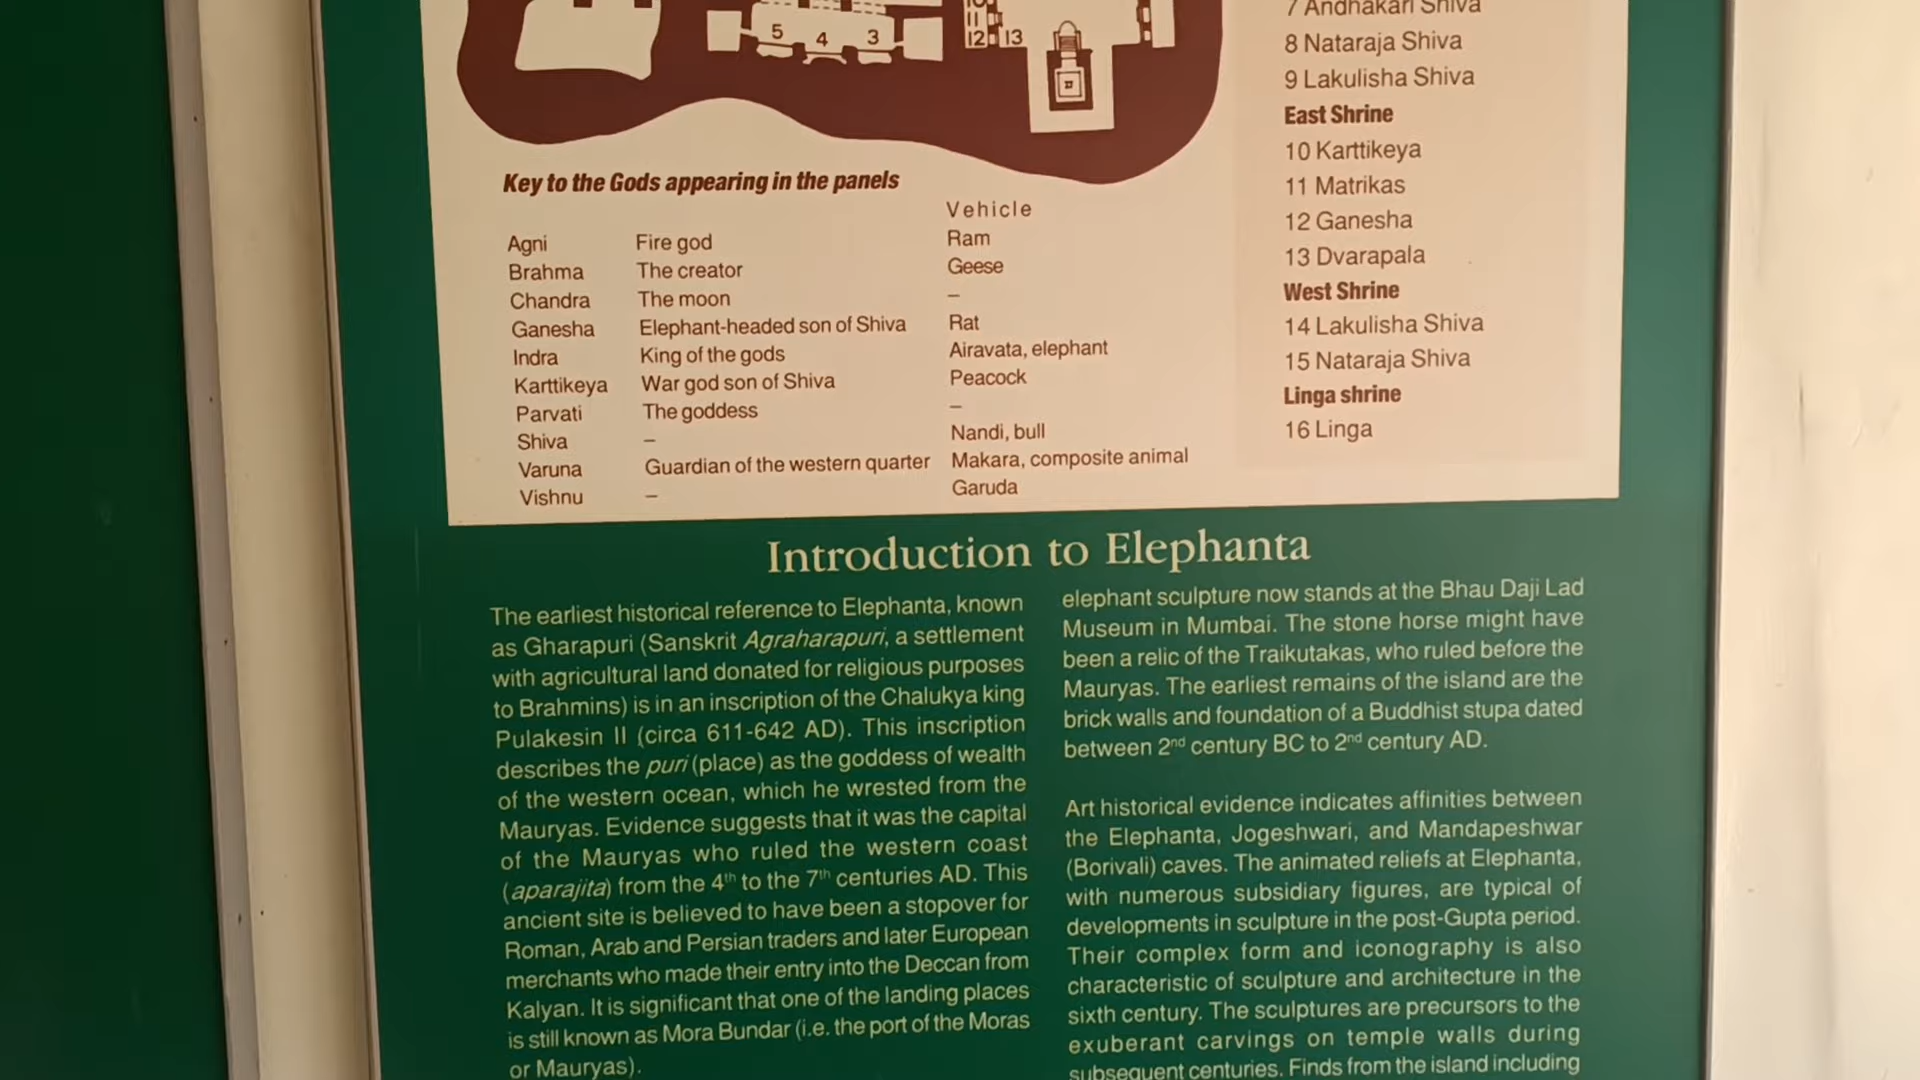 5
4
3
11
12
13
7 Andhakari Shiva
8 Nataraja Shiva
9 Lakulisha Shiva
East Shrine
10 Karttikeya
11 Matrikas
12 Ganesha
13 Dvarapala
West Shrine
14 Lakulisha Shiva
15 Nataraja Shiva
Linga shrine
16 Linga
Key to the Gods appearing in the panels
Vehicle
Agni Fire god Ram
Brahma The creator Geese
Chandra The moon –
Ganesha Elephant-headed son of Shiva Rat
Indra King of the gods Airavata, elephant
Karttikeya War god son of Shiva Peacock
Parvati The goddess –
Shiva – Nandi, bull
Varuna Guardian of the western quarter Makara, composite animal
Vishnu – Garuda
Introduction to Elephanta
The earliest historical reference to Elephanta, known
as Gharapuri (Sanskrit Agraharapuri, a settlement
with agricultural land donated for religious purposes
to Brahmins) is in an inscription of the Chalukya king
Pulakesin II (circa 611-642 AD). This inscription
describes the puri (place) as the goddess of wealth
of the western ocean, which he wrested from the
Mauryas. Evidence suggests that it was the capital
of the Mauryas who ruled the western coast
(aparajita) from the 4th to the 7th centuries AD. This
ancient site is believed to have been a stopover for
Roman, Arab and Persian traders and later European
merchants who made their entry into the Deccan from
Kalyan. It is significant that one of the landing places
is still known as Mora Bundar (i.e. the port of the Moras
or Mauryas).
elephant sculpture now stands at the Bhau Daji Lad
Museum in Mumbai. The stone horse might have
been a relic of the Traikutakas, who ruled before the
Mauryas. The earliest remains of the island are the
brick walls and foundation of a Buddhist stupa dated
between 2nd century BC to 2nd century AD.
Art historical evidence indicates affinities between
the Elephanta, Jogeshwari, and Mandapeshwar
(Borivali) caves. The animated reliefs at Elephanta,
with numerous subsidiary figures, are typical of
developments in sculpture in the post-Gupta period.
Their complex form and iconography is also
characteristic of sculpture and architecture in the
sixth century. The sculptures are precursors to the
exuberant carvings on temple walls during
subsequent centuries. Finds from the island including